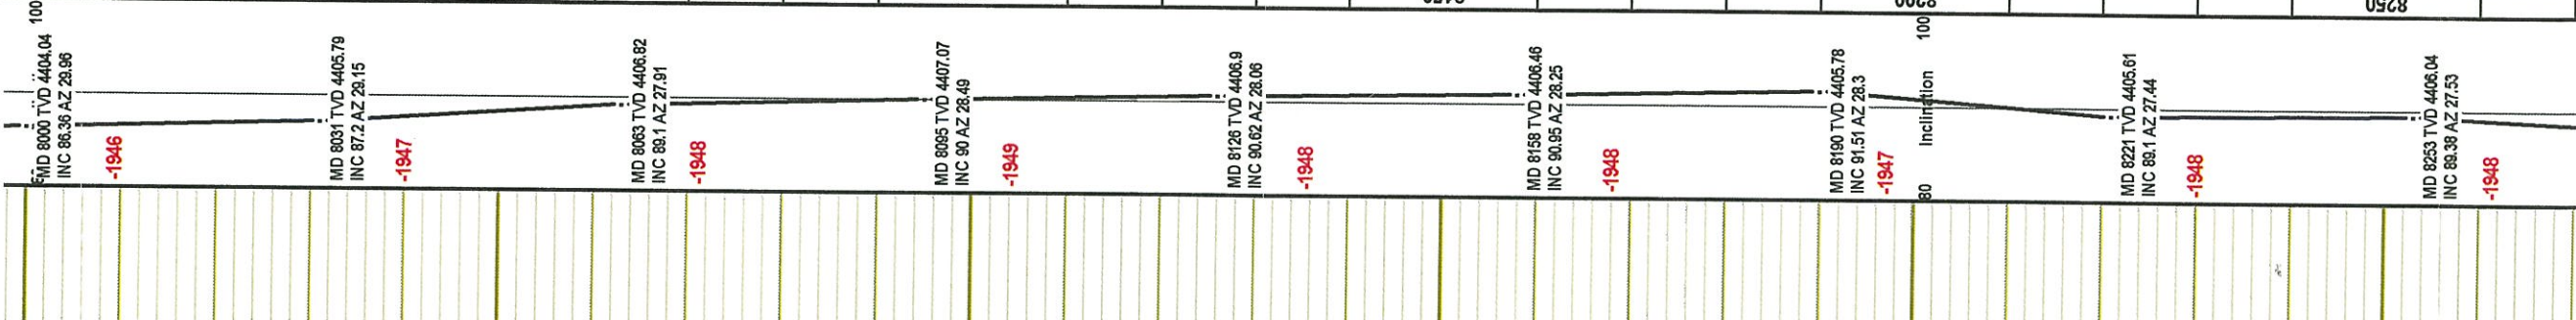 100
MD 8000 TVD 4404.04
INC 86.36 AZ 29.96
-1946
MD 8031 TVD 4405.79
INC 87.2 AZ 29.15
-1947
MD 8063 TVD 4406.82
INC 89.1 AZ 27.91
-1948
MD 8095 TVD 4407.07
INC 90 AZ 28.49
-1949
MD 8126 TVD 4406.9
INC 90.62 AZ 28.06
-1948
MD 8158 TVD 4406.46
INC 90.95 AZ 28.25
-1948
MD 8190 TVD 4405.78
INC 91.51 AZ 28.3
-1947
8200
80 Inclination 100
MD 8221 TVD 4405.61
INC 89.1 AZ 27.44
-1948
8250
MD 8253 TVD 4406.04
INC 89.38 AZ 27.53
-1948